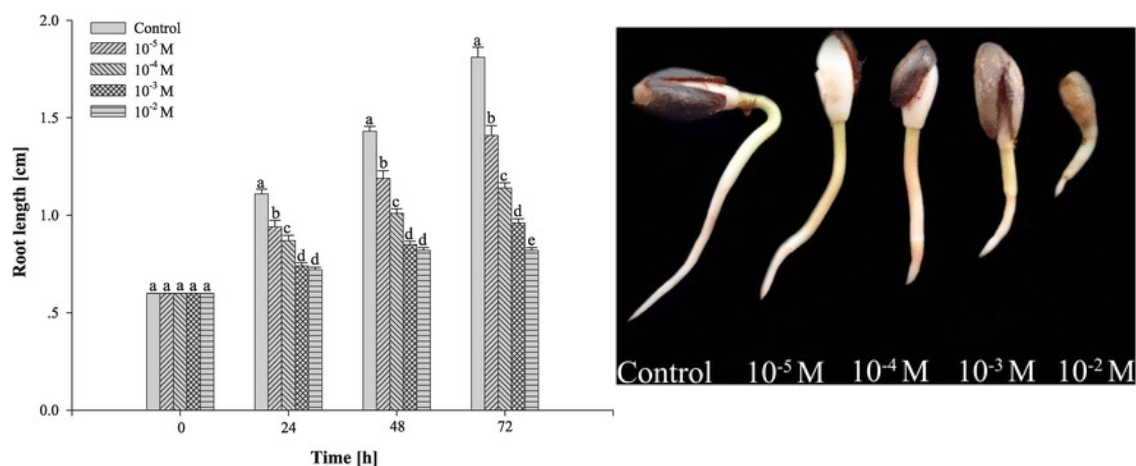 2.0
1.5
1.0
.5
0.0
Root length [cm]
Control
10⁻⁵ M
10⁻⁴ M
10⁻³ M
10⁻² M
a a a a a
a b c d d
a b c d d
a b c d e
0 24 48 72
Time [h]
Control 10⁻⁵ M 10⁻⁴ M 10⁻³ M 10⁻² M